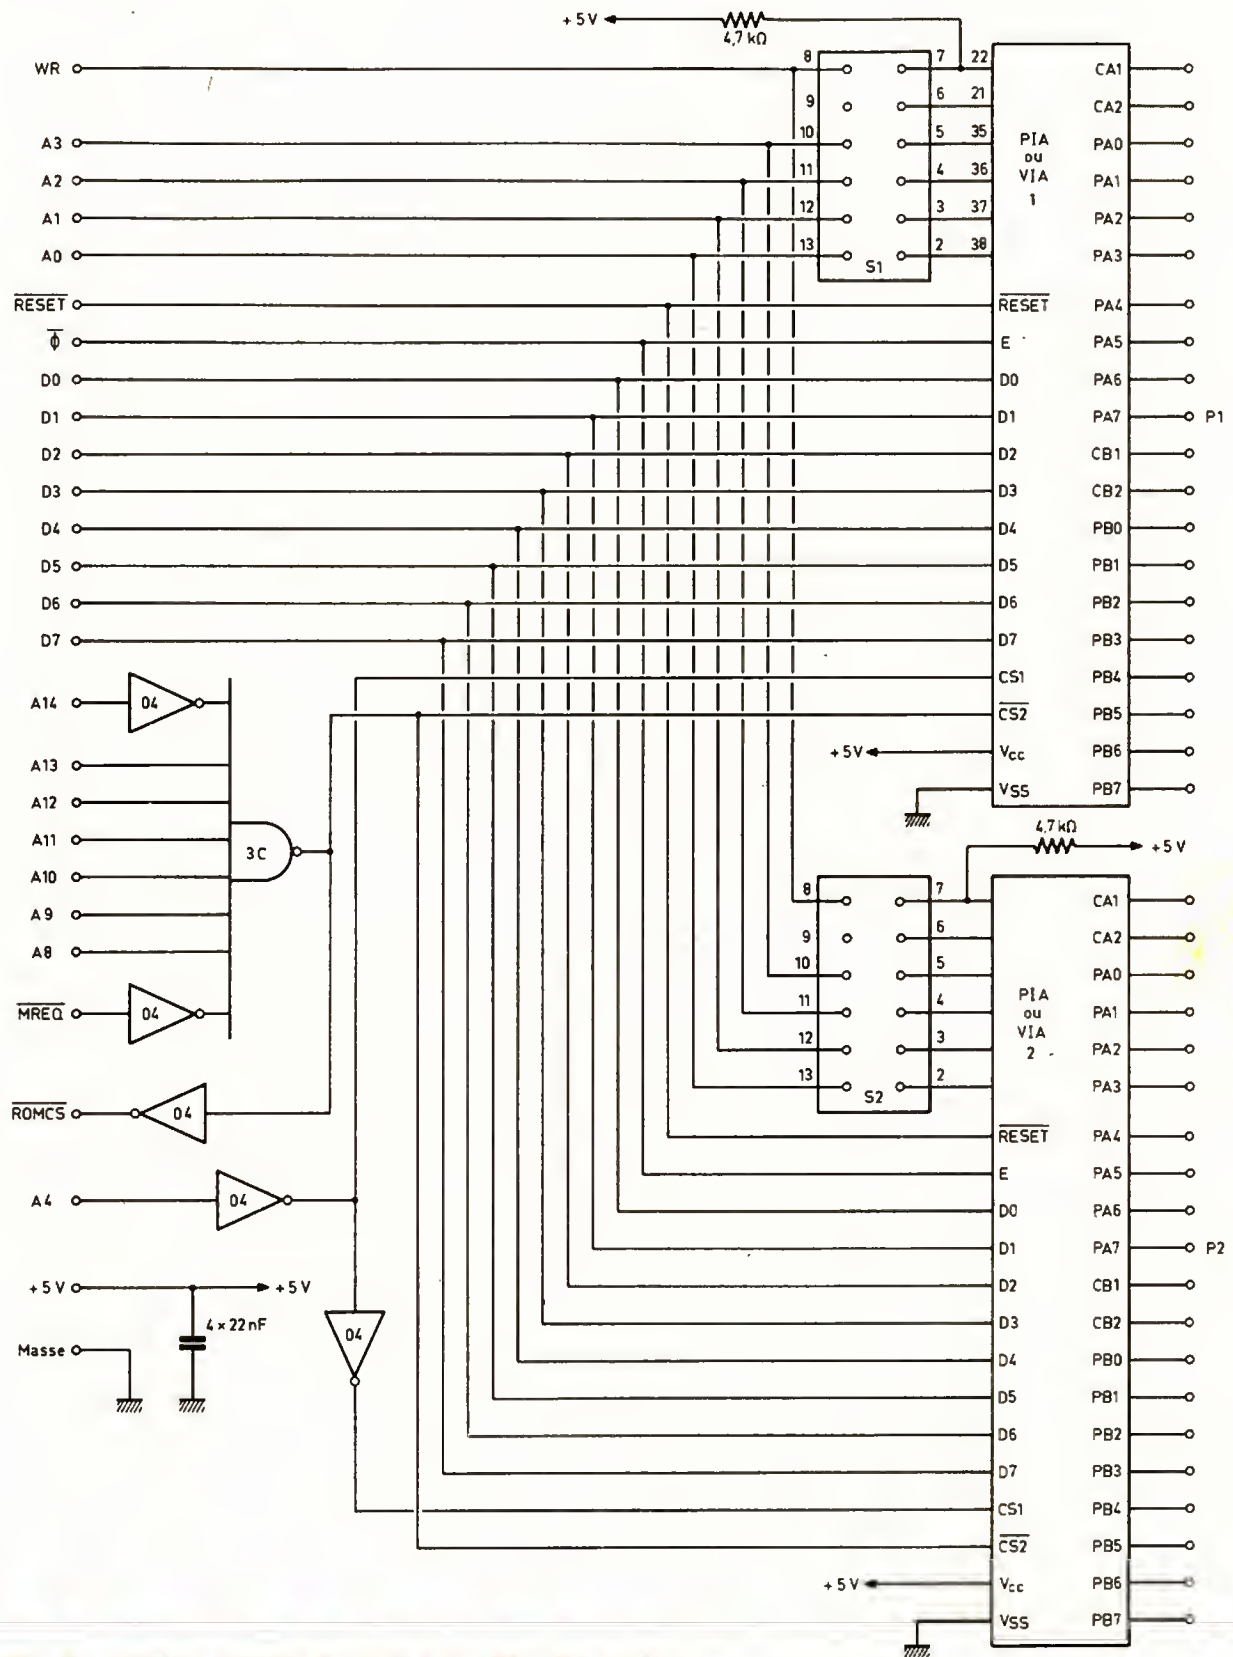 +5V
4,7 kΩ
WR
8
7
22
CA1
9
6
21
CA2
A3
10
5
35
PA0
A2
11
4
36
PA1
A1
12
3
37
PA2
A0
13
2
38
PA3
S1
PIA
ou
VIA
1
RESET
RESET
PA4
Φ
E
PA5
D0
D0
PA6
D1
D1
PA7
P1
D2
D2
CB1
D3
D3
CB2
D4
D4
PB0
D5
D5
PB1
D6
D6
PB2
D7
D7
PB3
CS1
PB4
A14
04
CS2
PB5
+5V
Vcc
PB6
VSS
PB7
A13
A12
A11
A10
A9
A8
3C
MREQ
04
ROMCS
04
A4
04
+5V
+5V
4×22nF
04
Masse
4,7kΩ
+5V
8
7
CA1
9
6
CA2
10
5
PA0
11
4
PA1
12
3
PA2
13
2
PA3
S2
PIA
ou
VIA
2
RESET
PA4
E
PA5
D0
PA6
D1
PA7
P2
D2
CB1
D3
CB2
D4
PB0
D5
PB1
D6
PB2
D7
PB3
CS1
PB4
CS2
PB5
+5V
Vcc
PB6
VSS
PB7